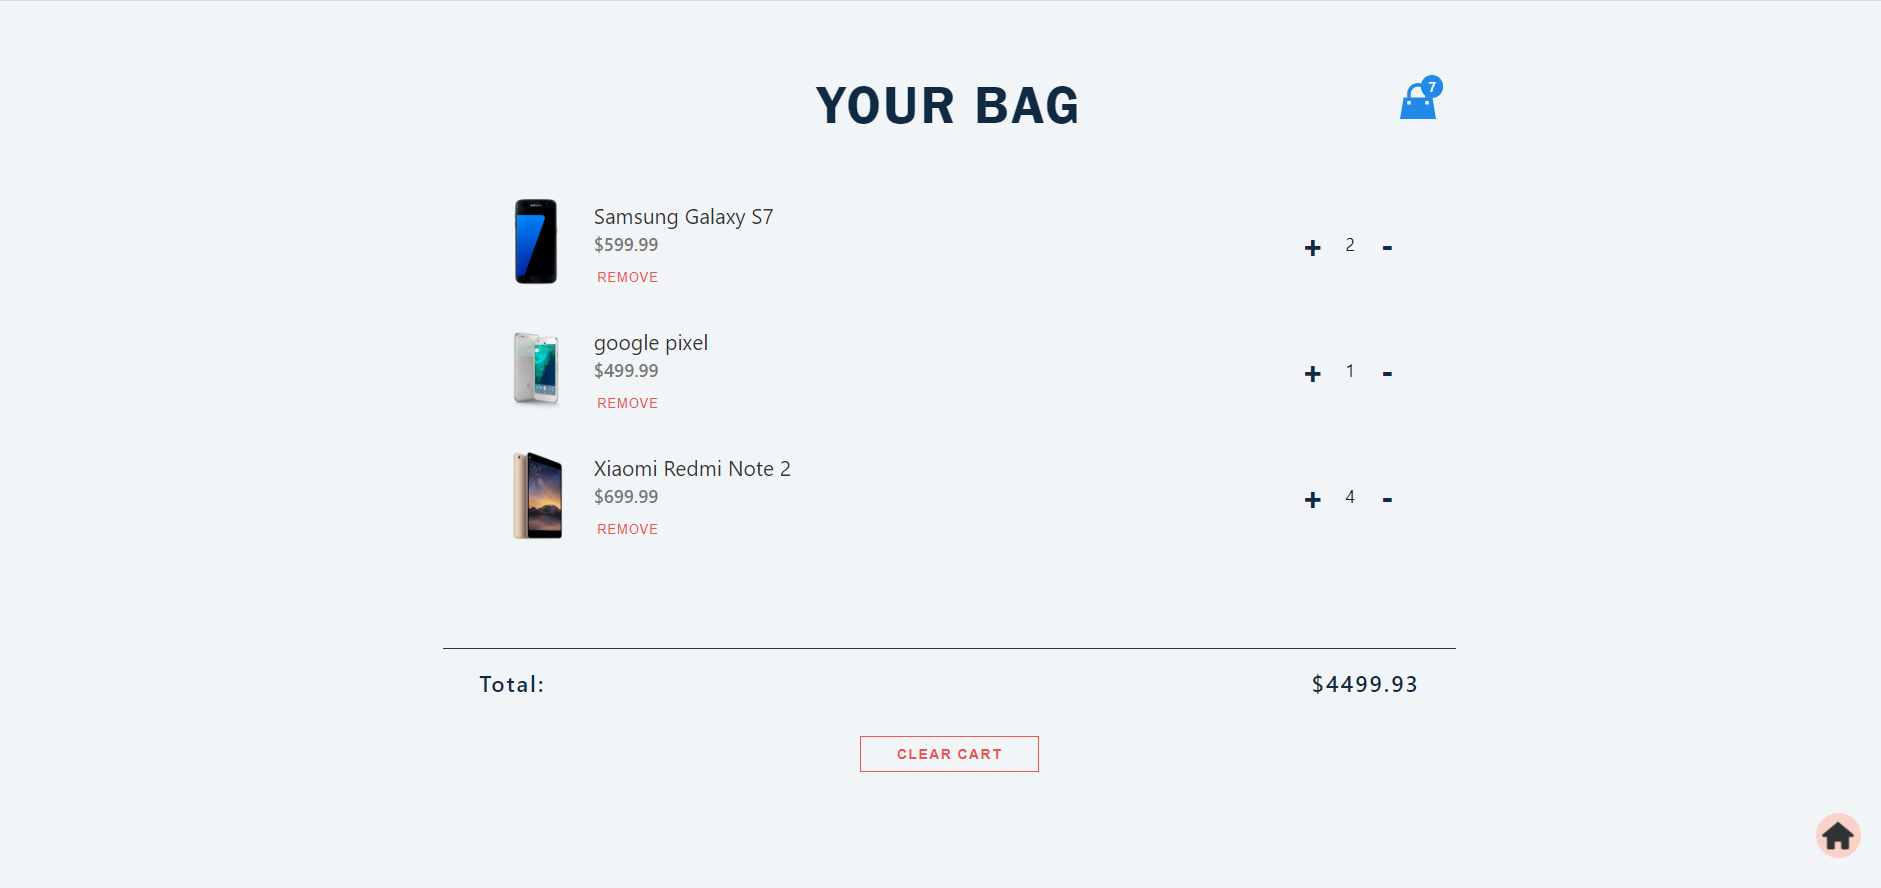 YOUR BAG
7
Samsung Galaxy S7
$599.99
REMOVE
+ 2 -
google pixel
$499.99
REMOVE
+ 1 -
Xiaomi Redmi Note 2
$699.99
REMOVE
+ 4 -
Total: $4499.93
CLEAR CART